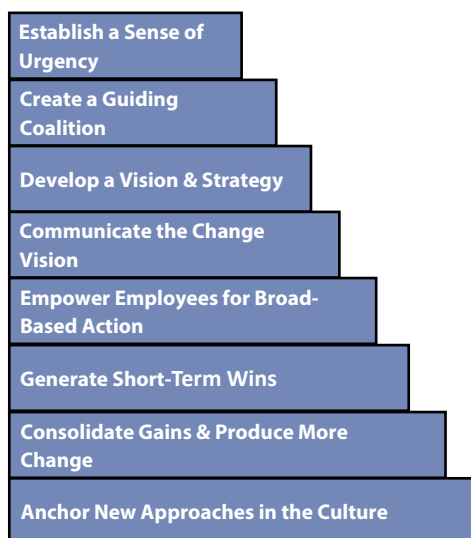 Establish a Sense of
Urgency
Create a Guiding
Coalition
Develop a Vision & Strategy
Communicate the Change
Vision
Empower Employees for Broad-
Based Action
Generate Short-Term Wins
Consolidate Gains & Produce More
Change
Anchor New Approaches in the Culture